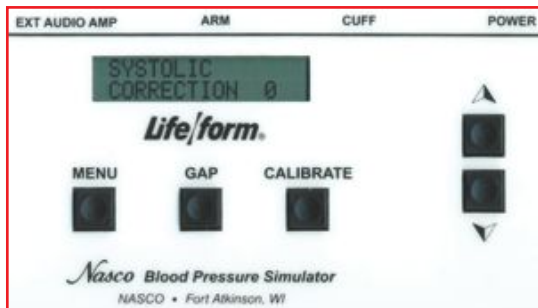 EXT AUDIO AMP ARM CUFF POWER
SYSTOLIC
CORRECTION 0
Life/form®
MENU GAP CALIBRATE
Nasco Blood Pressure Simulator
NASCO • Fort Atkinson, WI